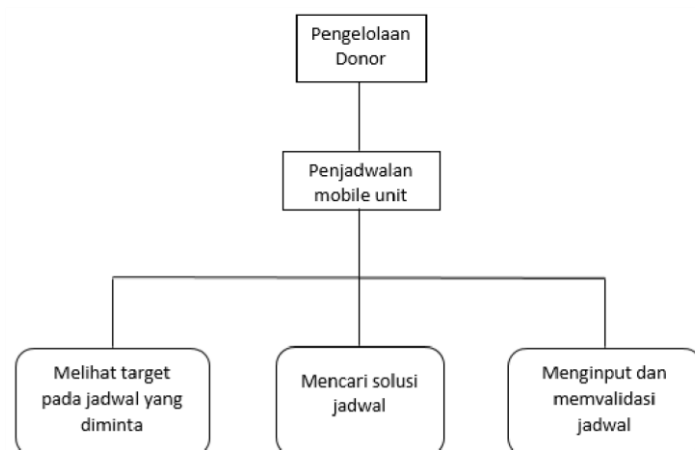 Pengelolaan
Donor
Penjadwalan
mobile unit
Melihat target
pada jadwal yang
diminta
Mencari solusi
jadwal
Menginput dan
memvalidasi
jadwal